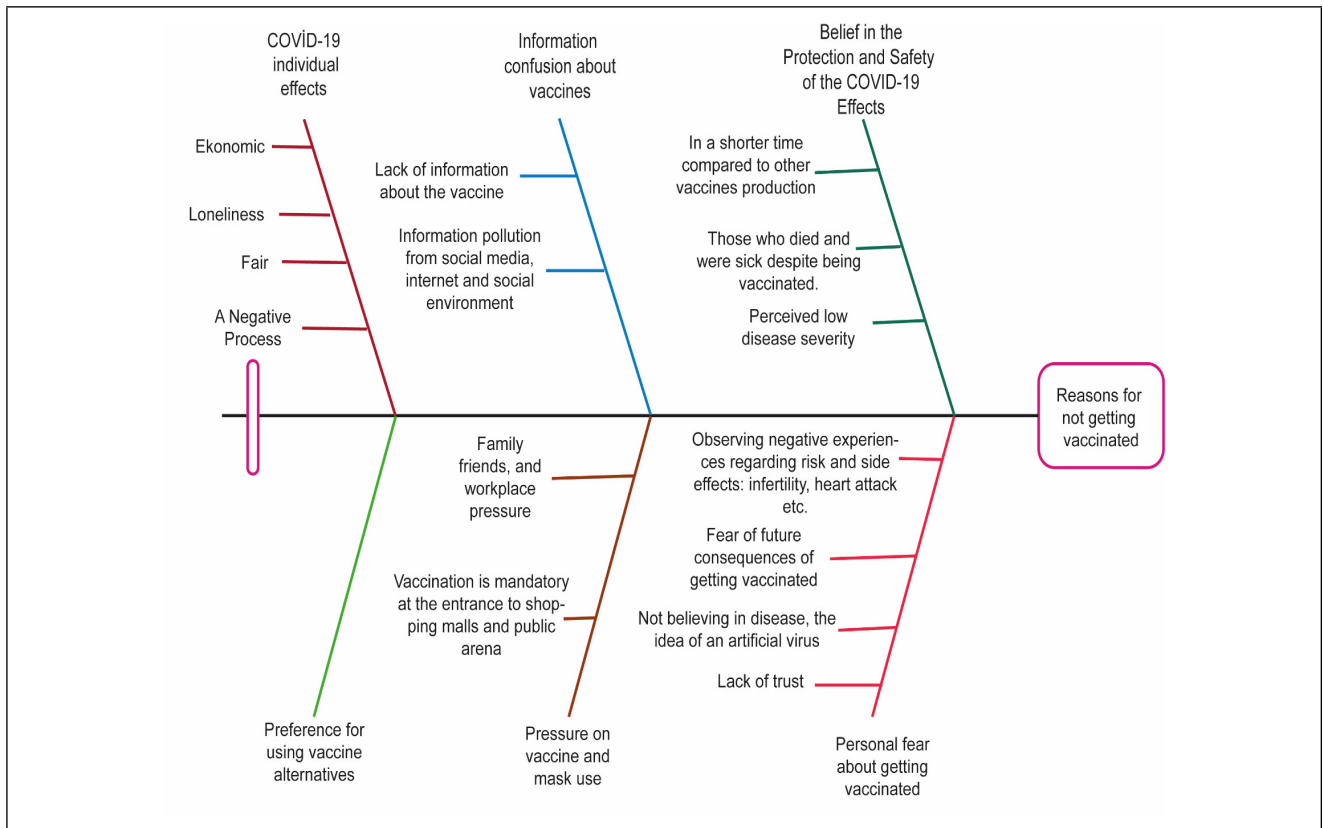 COVİD-19
individual
effects
Ekonomic
Loneliness
Fair
A Negative
Process
Information
confusion about
vaccines
Lack of information
about the vaccine
Information pollution
from social media,
internet and social
environment
Belief in the
Protection and Safety
of the COVID-19
Effects
In a shorter time
compared to other
vaccines production
Those who died and
were sick despite being
vaccinated.
Perceived low
disease severity
Reasons for
not getting
vaccinated
Preference for
using vaccine
alternatives
Family
friends, and
workplace
pressure
Vaccination is mandatory
at the entrance to shop-
ping malls and public
arena
Pressure on
vaccine and
mask use
Observing negative experien-
ces regarding risk and side
effects: infertility, heart attack
etc.
Fear of future
consequences of
getting vaccinated
Not believing in disease, the
idea of an artificial virus
Lack of trust
Personal fear
about getting
vaccinated